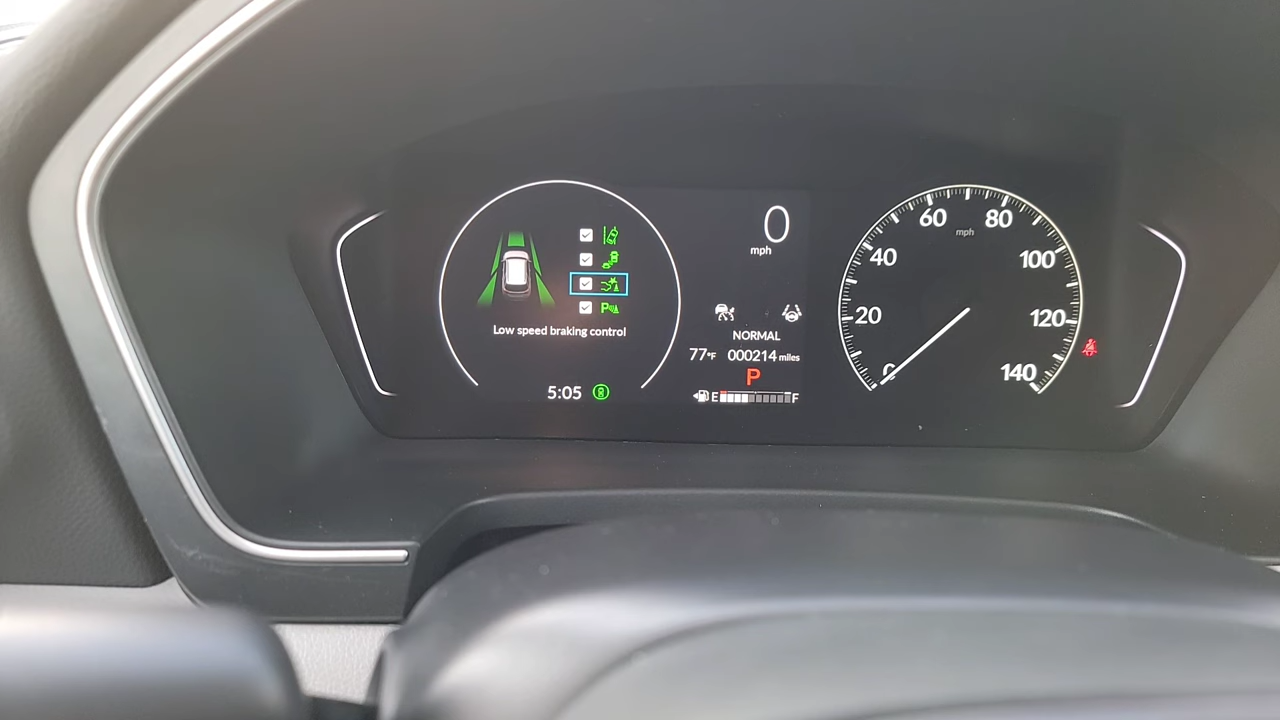 P
Low speed braking control
5:05
0
mph
NORMAL
77°F 000214 miles
P
E F
0
20
40
60
80
100
120
140
mph